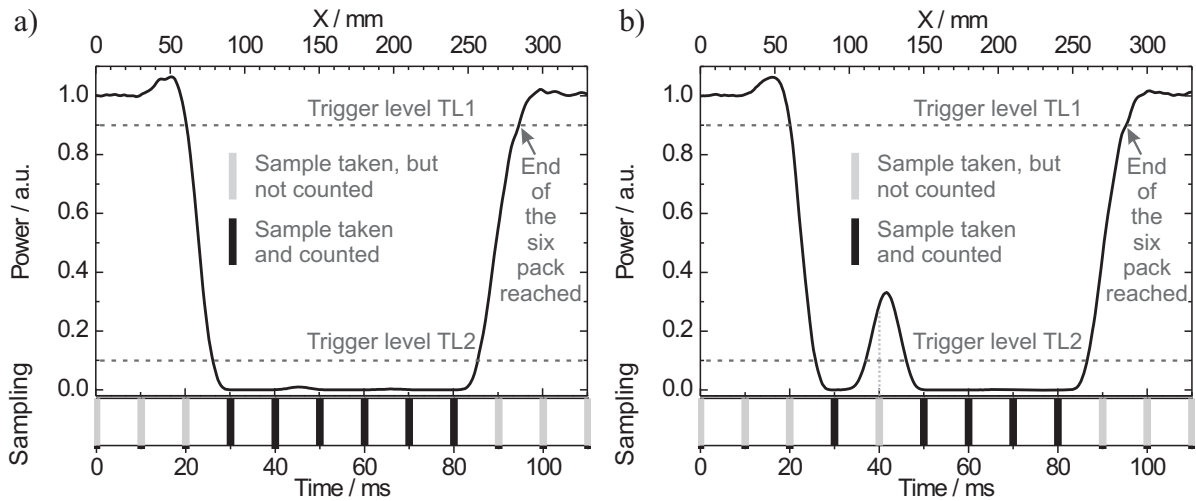 a)
X / mm
0 50 100 150 200 250 300
Power / a.u.
1.0
0.8
0.6
0.4
0.2
0.0
Trigger level TL1
Sample taken, but
not counted
Sample taken
and counted
End
of
the
six
pack
reached
Trigger level TL2
Sampling
0 20 40 60 80 100
Time / ms
b)
X / mm
0 50 100 150 200 250 300
Power / a.u.
1.0
0.8
0.6
0.4
0.2
0.0
Trigger level TL1
Sample taken, but
not counted
Sample taken
and counted
End
of
the
six
pack
reached
Trigger level TL2
Sampling
0 20 40 60 80 100
Time / ms